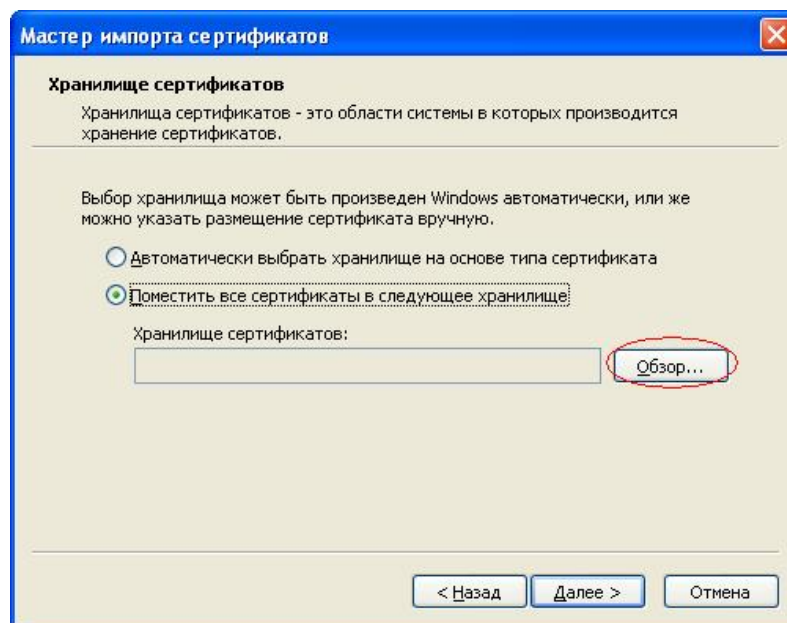 Мастер импорта сертификатов
Хранилище сертификатов
Хранилища сертификатов - это области системы в которых производится
хранение сертификатов.
Выбор хранилища может быть произведен Windows автоматически, или же
можно указать размещение сертификата вручную.
Автоматически выбрать хранилище на основе типа сертификата
Поместить все сертификаты в следующее хранилище
Хранилище сертификатов:
Обзор...
< Назад
Далее >
Отмена